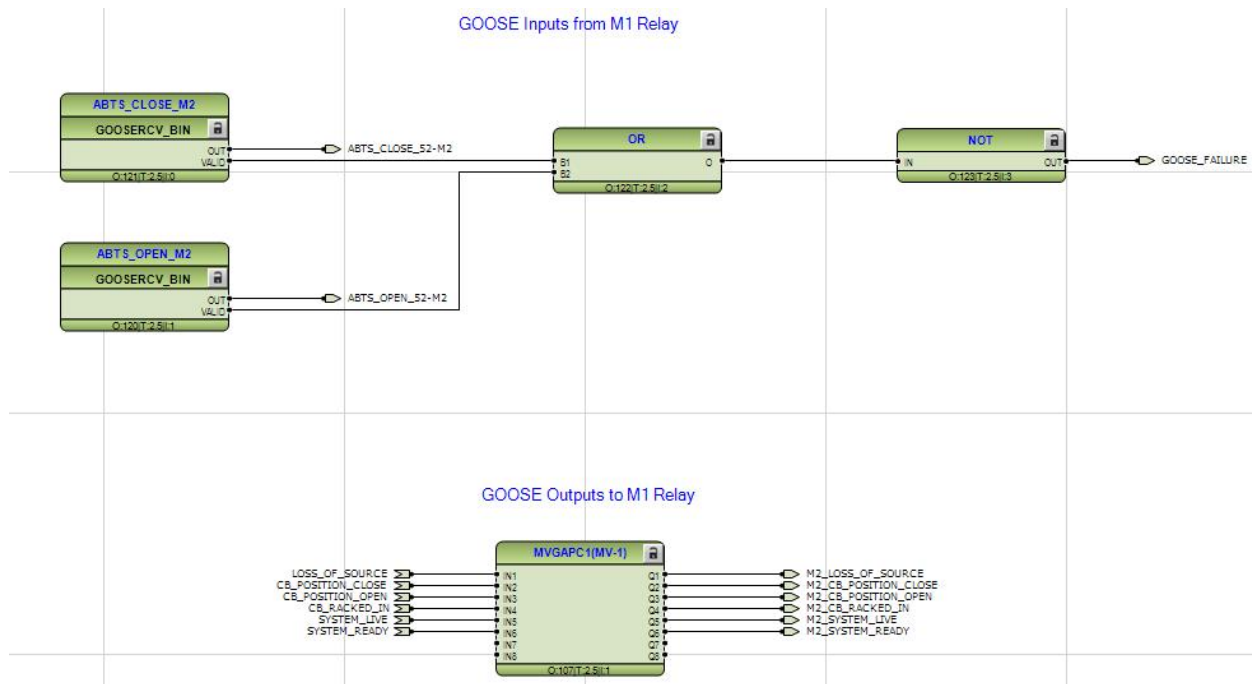 GOOSE Inputs from M1 Relay
ABTS_CLOSE_M2
GOOSERCV_BIN
OUT
VALID
O:121|T:2.5|I:0
ABTS_CLOSE_52-M2
OR
B1
B2
O
O:122|T:2.5|I:2
NOT
IN
OUT
O:123|T:2.5|I:3
GOOSE_FAILURE
ABTS_OPEN_M2
GOOSERCV_BIN
OUT
VALID
O:120|T:2.5|I:1
ABTS_OPEN_52-M2
GOOSE Outputs to M1 Relay
MVGAPC1(MV-1)
LOSS_OF_SOURCE IN1 Q1 M2_LOSS_OF_SOURCE
CB_POSITION_CLOSE IN2 Q2 M2_CB_POSITION_CLOSE
CB_POSITION_OPEN IN3 Q3 M2_CB_POSITION_OPEN
CB_RACKED_IN IN4 Q4 M2_CB_RACKED_IN
SYSTEM_LIVE IN5 Q5 M2_SYSTEM_LIVE
SYSTEM_READY IN6 Q6 M2_SYSTEM_READY
IN7 Q7
IN8 Q8
O:107|T:2.5|I:1